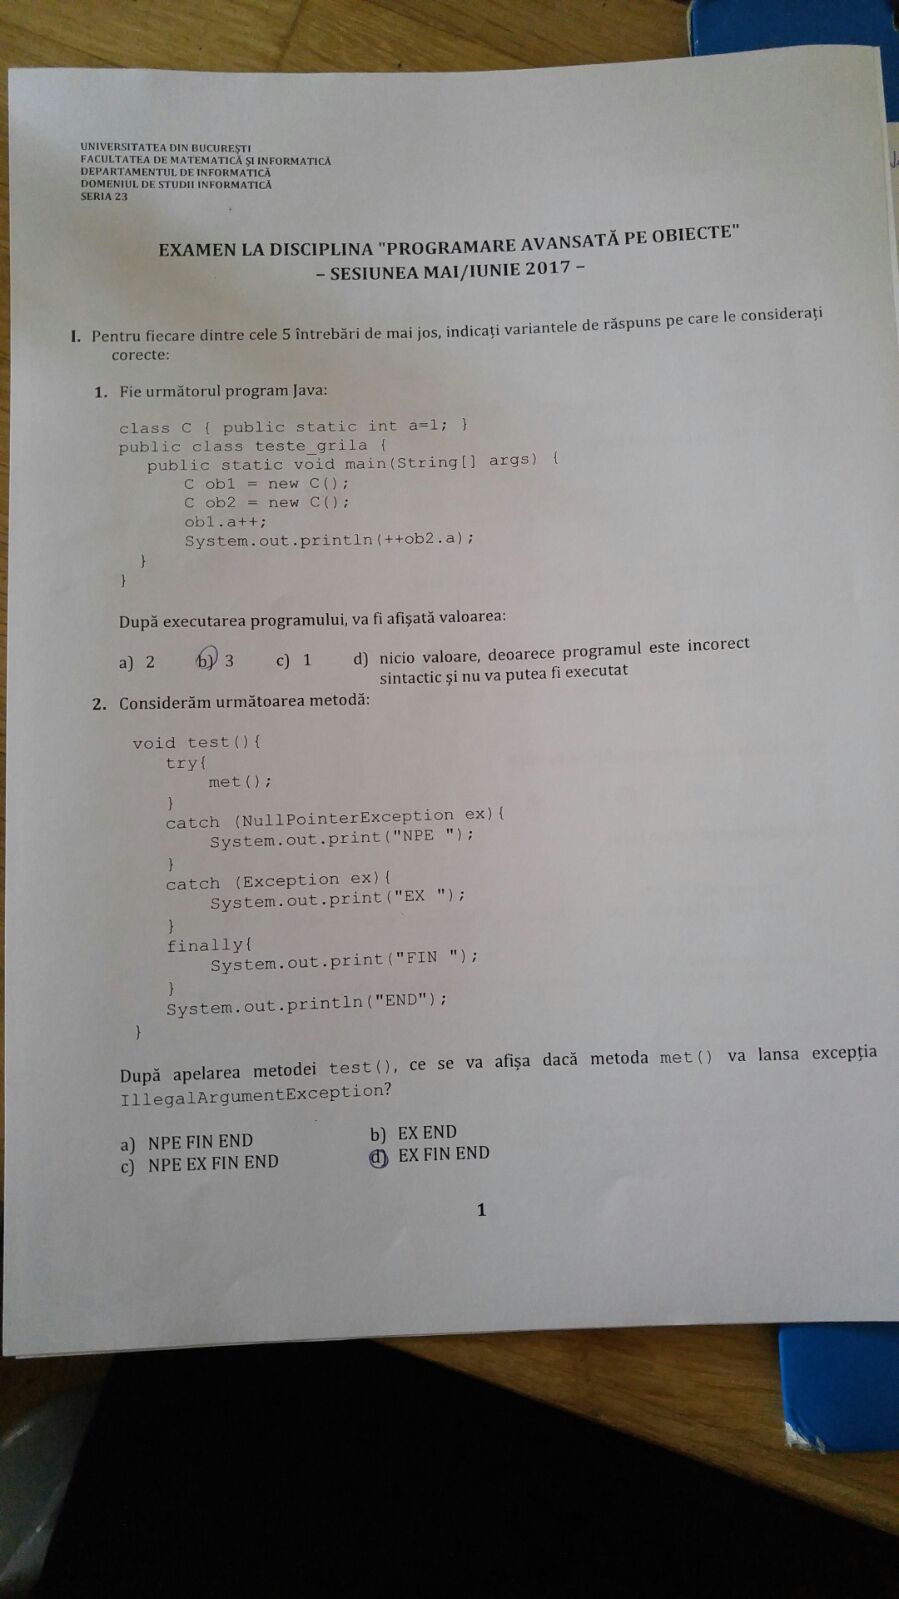 UNIVERSITATEA DIN BUCUREȘTI
FACULTATEA DE MATEMATICĂ ȘI INFORMATICĂ
DEPARTAMENTUL DE INFORMATICĂ
DOMENIUL DE STUDII INFORMATICĂ
SERIA 23
EXAMEN LA DISCIPLINA "PROGRAMARE AVANSATĂ PE OBIECTE"
– SESIUNEA MAI/IUNIE 2017 –
I. Pentru fiecare dintre cele 5 întrebări de mai jos, indicați variantele de răspuns pe care le considerați
corecte:
1. Fie următorul program Java:
class C { public static int a=1; }
public class teste_grila {
public static void main(String[] args) {
C ob1 = new C();
C ob2 = new C();
ob1.a++;
System.out.println(++ob2.a);
}
}
După executarea programului, va fi afișată valoarea:
a) 2 b) 3 c) 1 d) nicio valoare, deoarece programul este incorect
sintactic și nu va putea fi executat
2. Considerăm următoarea metodă:
void test(){
try{
met();
}
catch (NullPointerException ex){
System.out.print("NPE ");
}
catch (Exception ex){
System.out.print("EX ");
}
finally{
System.out.print("FIN ");
}
System.out.println("END");
}
După apelarea metodei test(), ce se va afișa dacă metoda met() va lansa excepția
IllegalArgumentException?
a) NPE FIN END b) EX END
c) NPE EX FIN END d) EX FIN END
1